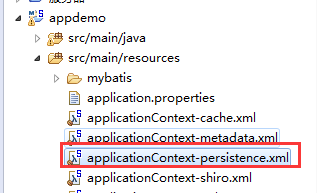 appdemo
src/main/java
src/main/resources
mybatis
application.properties
applicationContext-cache.xml
applicationContext-metadata.xml
applicationContext-persistence.xml
applicationContext-shiro.xml